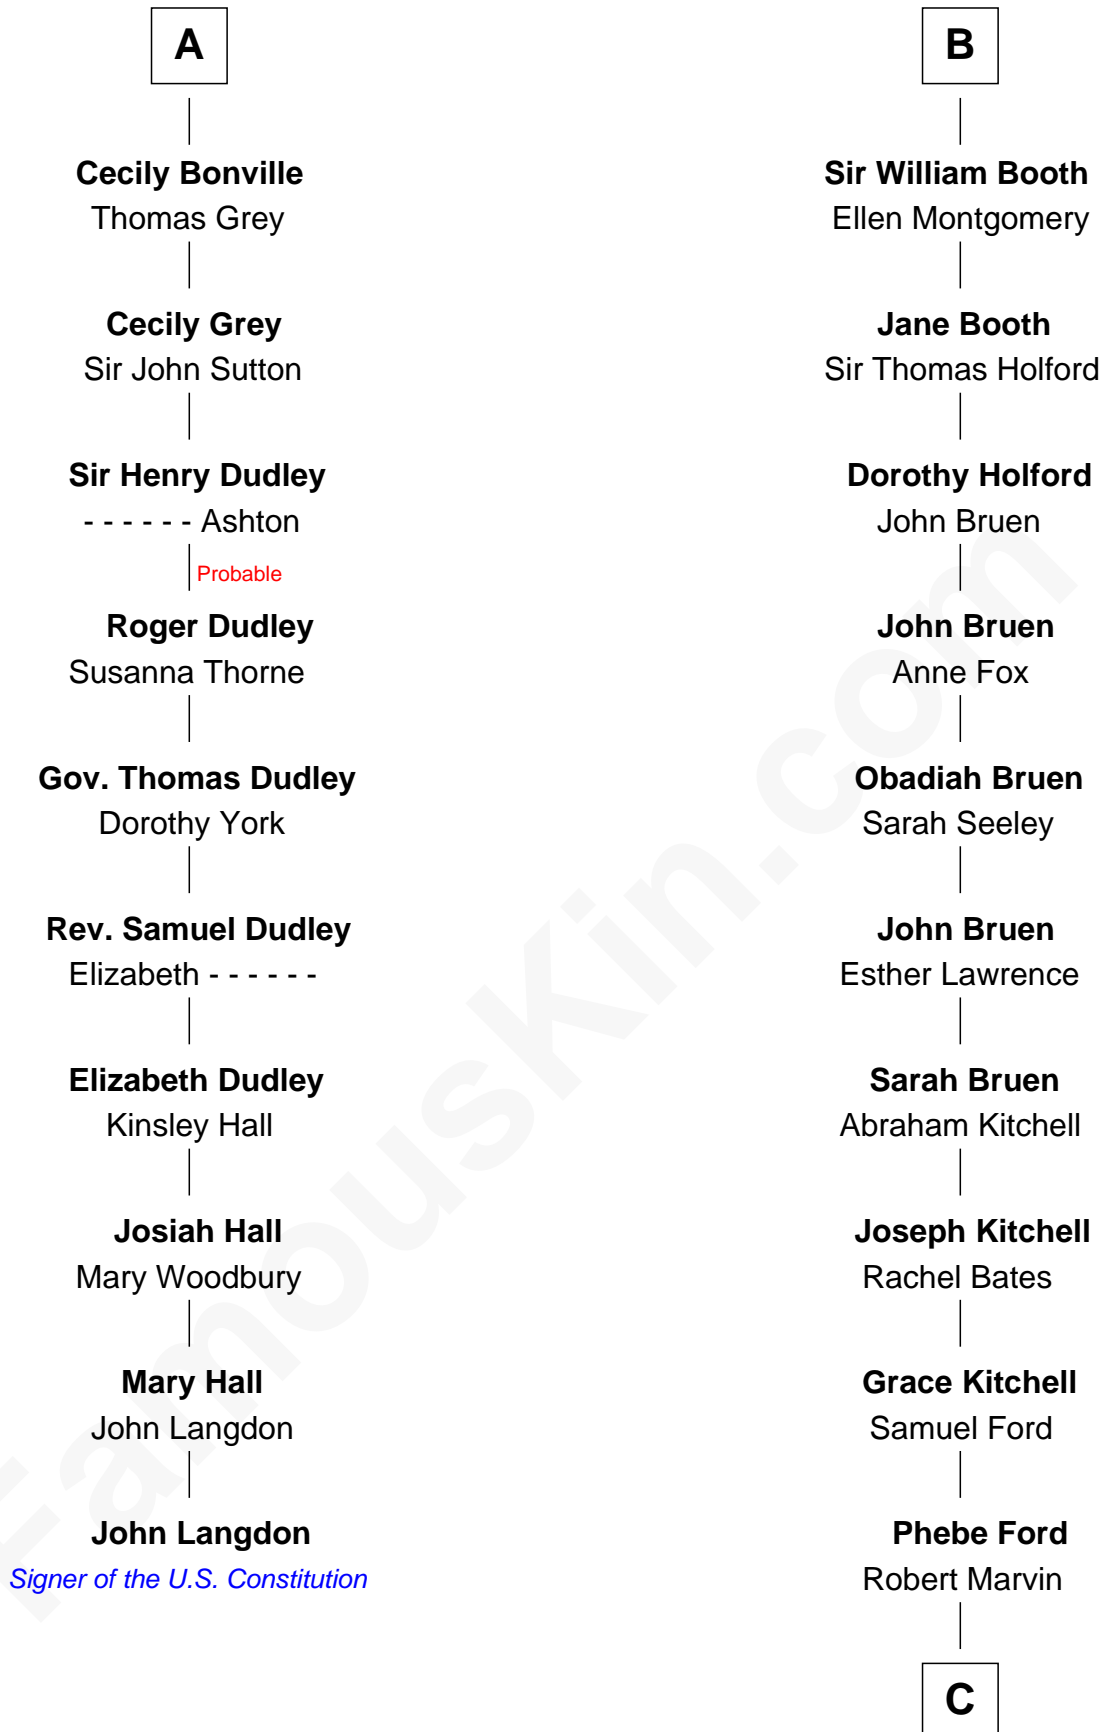 A
Cecily Bonville
Thomas Grey
Cecily Grey
Sir John Sutton
Sir Henry Dudley
- - - - - - Ashton
Probable
Roger Dudley
Susanna Thorne
Gov. Thomas Dudley
Dorothy York
Rev. Samuel Dudley
Elizabeth - - - - - -
Elizabeth Dudley
Kinsley Hall
Josiah Hall
Mary Woodbury
Mary Hall
John Langdon
John Langdon
Signer of the U.S. Constitution
B
Sir William Booth
Ellen Montgomery
Jane Booth
Sir Thomas Holford
Dorothy Holford
John Bruen
John Bruen
Anne Fox
Obadiah Bruen
Sarah Seeley
John Bruen
Esther Lawrence
Sarah Bruen
Abraham Kitchell
Joseph Kitchell
Rachel Bates
Grace Kitchell
Samuel Ford
Phebe Ford
Robert Marvin
C
FamousKin.com